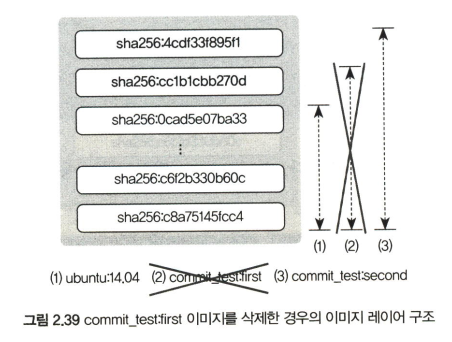 sha256:4cdf33f895f1
sha256:cc1b1cbb270d
sha256:0cad5e07ba33
⋮
sha256:c6f2b330b60c
sha256:c8a75145fcc4
(1) (2) (3)
(1) ubuntu:14.04 (2) commit_test:first (3) commit_test:second
그림 2.39 commit_test:first 이미지를 삭제한 경우의 이미지 레이어 구조